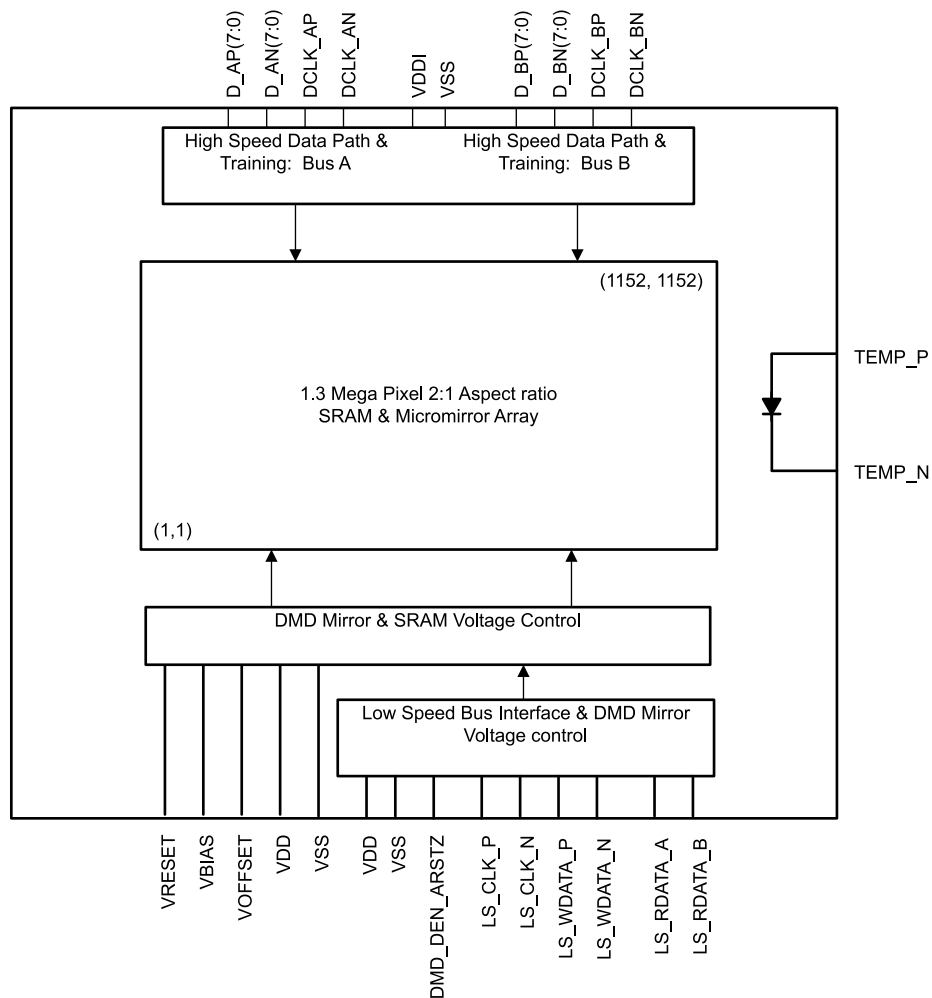 D_AP(7:0)
D_AN(7:0)
DCLK_AP
DCLK_AN
VDDI
VSS
D_BP(7:0)
D_BN(7:0)
DCLK_BP
DCLK_BN
High Speed Data Path &
Training: Bus A
High Speed Data Path &
Training: Bus B
(1152, 1152)
1.3 Mega Pixel 2:1 Aspect ratio
SRAM & Micromirror Array
(1,1)
TEMP_P
TEMP_N
DMD Mirror & SRAM Voltage Control
Low Speed Bus Interface & DMD Mirror
Voltage control
VRESET
VBIAS
VOFFSET
VDD
VSS
VDD
VSS
DMD_DEN_ARSTZ
LS_CLK_P
LS_CLK_N
LS_WDATA_P
LS_WDATA_N
LS_RDATA_A
LS_RDATA_B